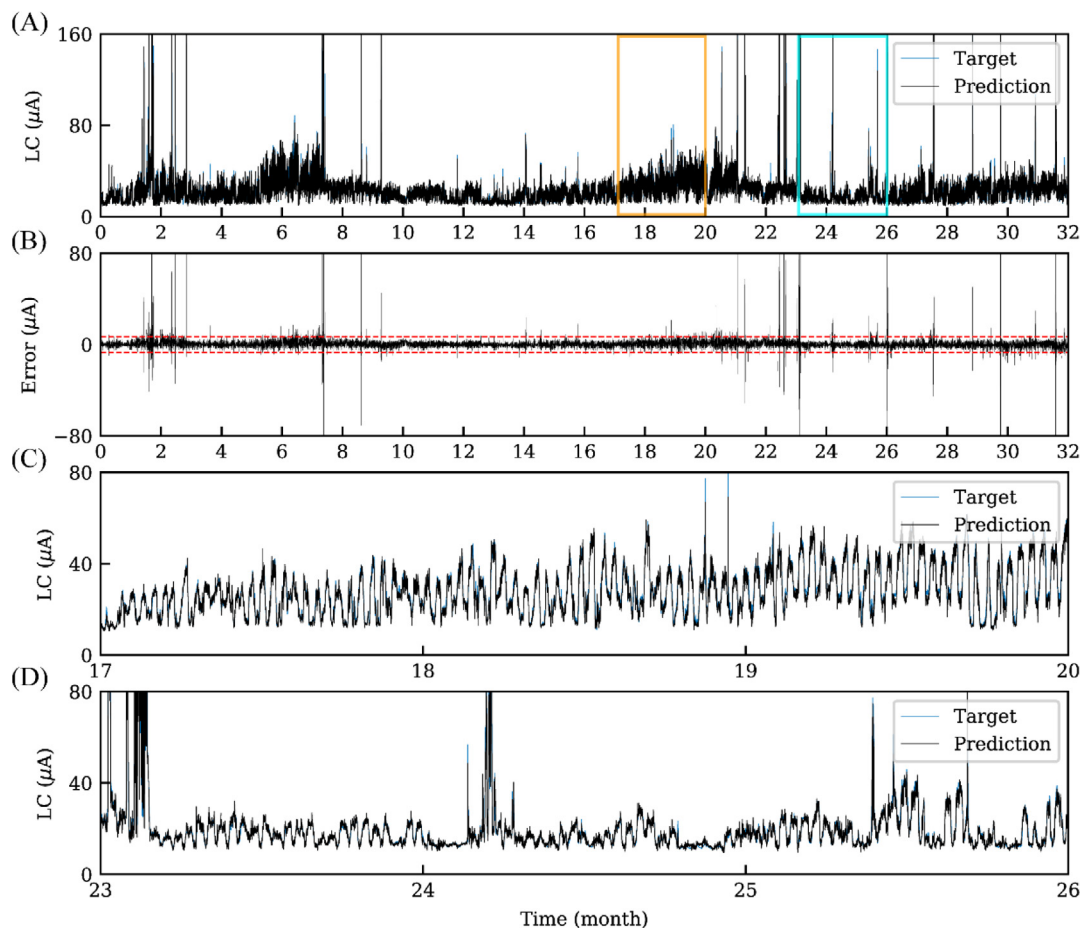 (A)
160
80
0
LC (μA)
Target
Prediction
0 2 4 6 8 10 12 14 16 18 20 22 24 26 28 30 32
(B)
80
0
−80
Error (μA)
0 2 4 6 8 10 12 14 16 18 20 22 24 26 28 30 32
(C)
80
40
0
LC (μA)
Target
Prediction
17 18 19 20
(D)
80
40
0
LC (μA)
Target
Prediction
23 24 25 26
Time (month)